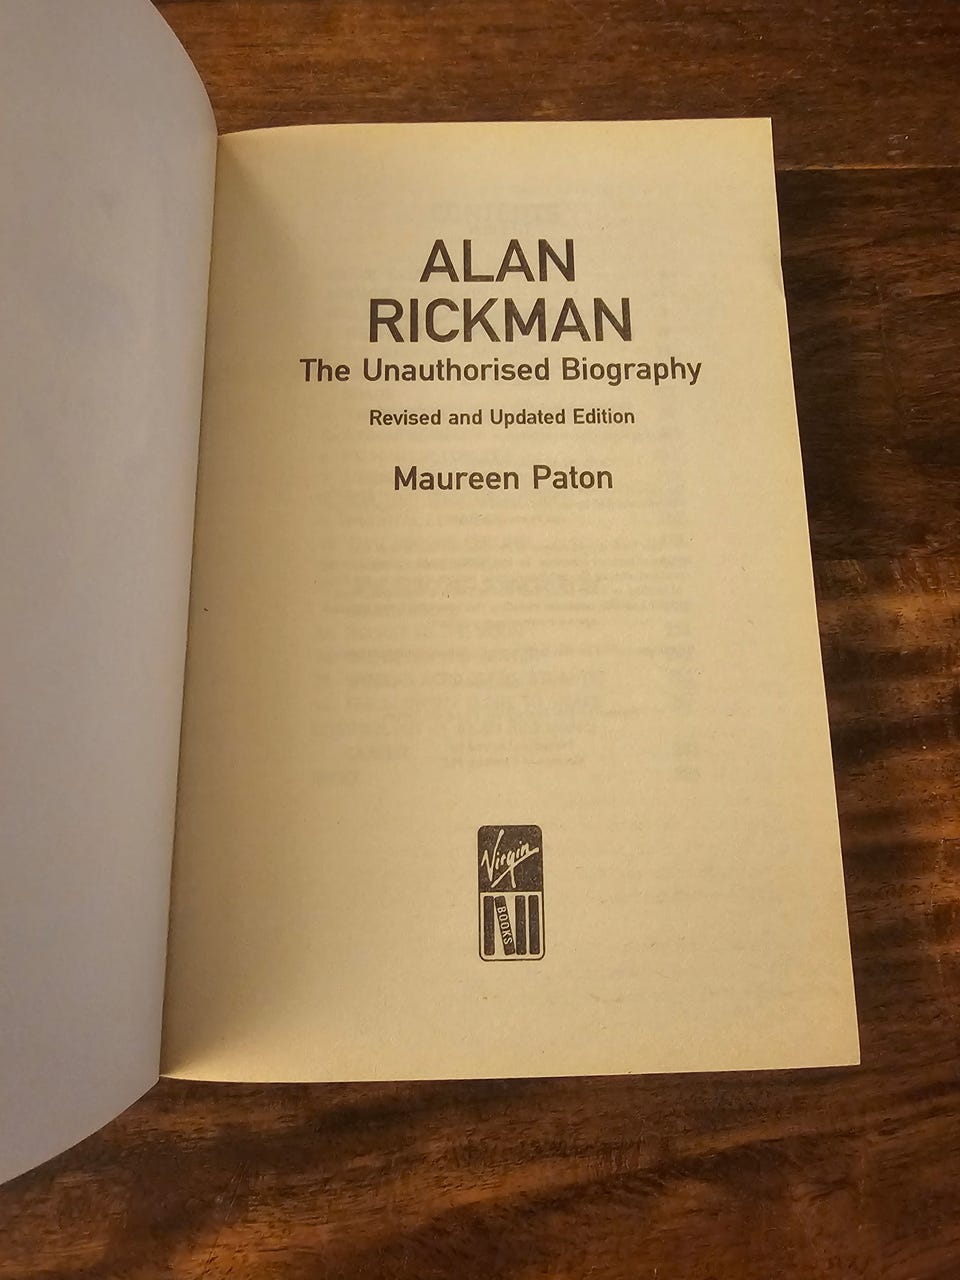 ALAN
RICKMAN
The Unauthorised Biography
Revised and Updated Edition
Maureen Paton
Virgin
BOOKS